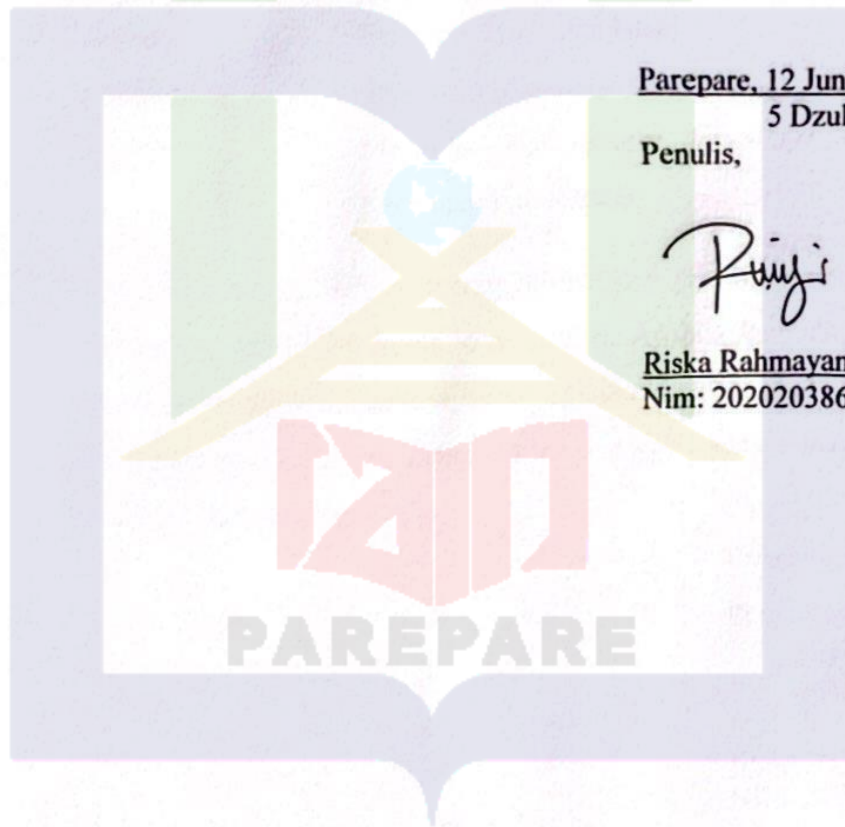 Parepare, 12 Jun
5 Dzul
Penulis,
Riska Rahmayan
Nim: 202020386
PAREPARE